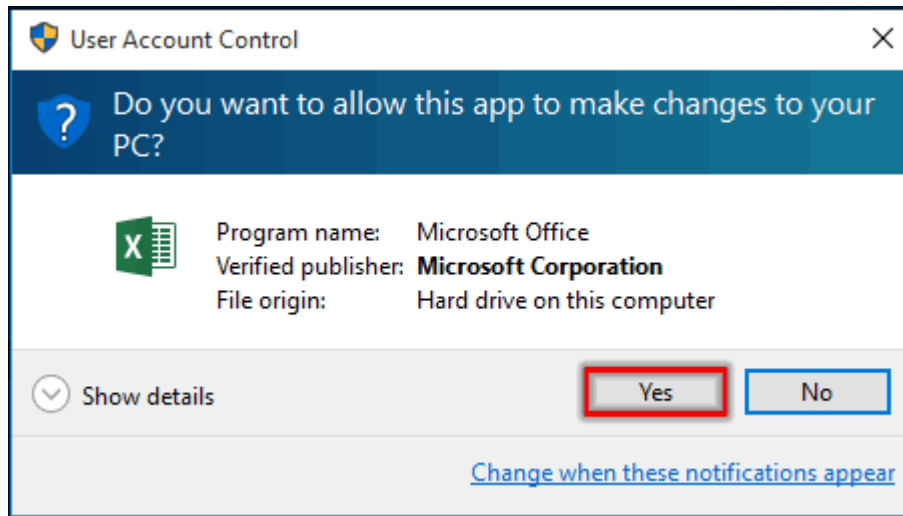 User Account Control
Do you want to allow this app to make changes to your
PC?
Program name: Microsoft Office
Verified publisher: Microsoft Corporation
File origin: Hard drive on this computer
Show details
Yes
No
Change when these notifications appear